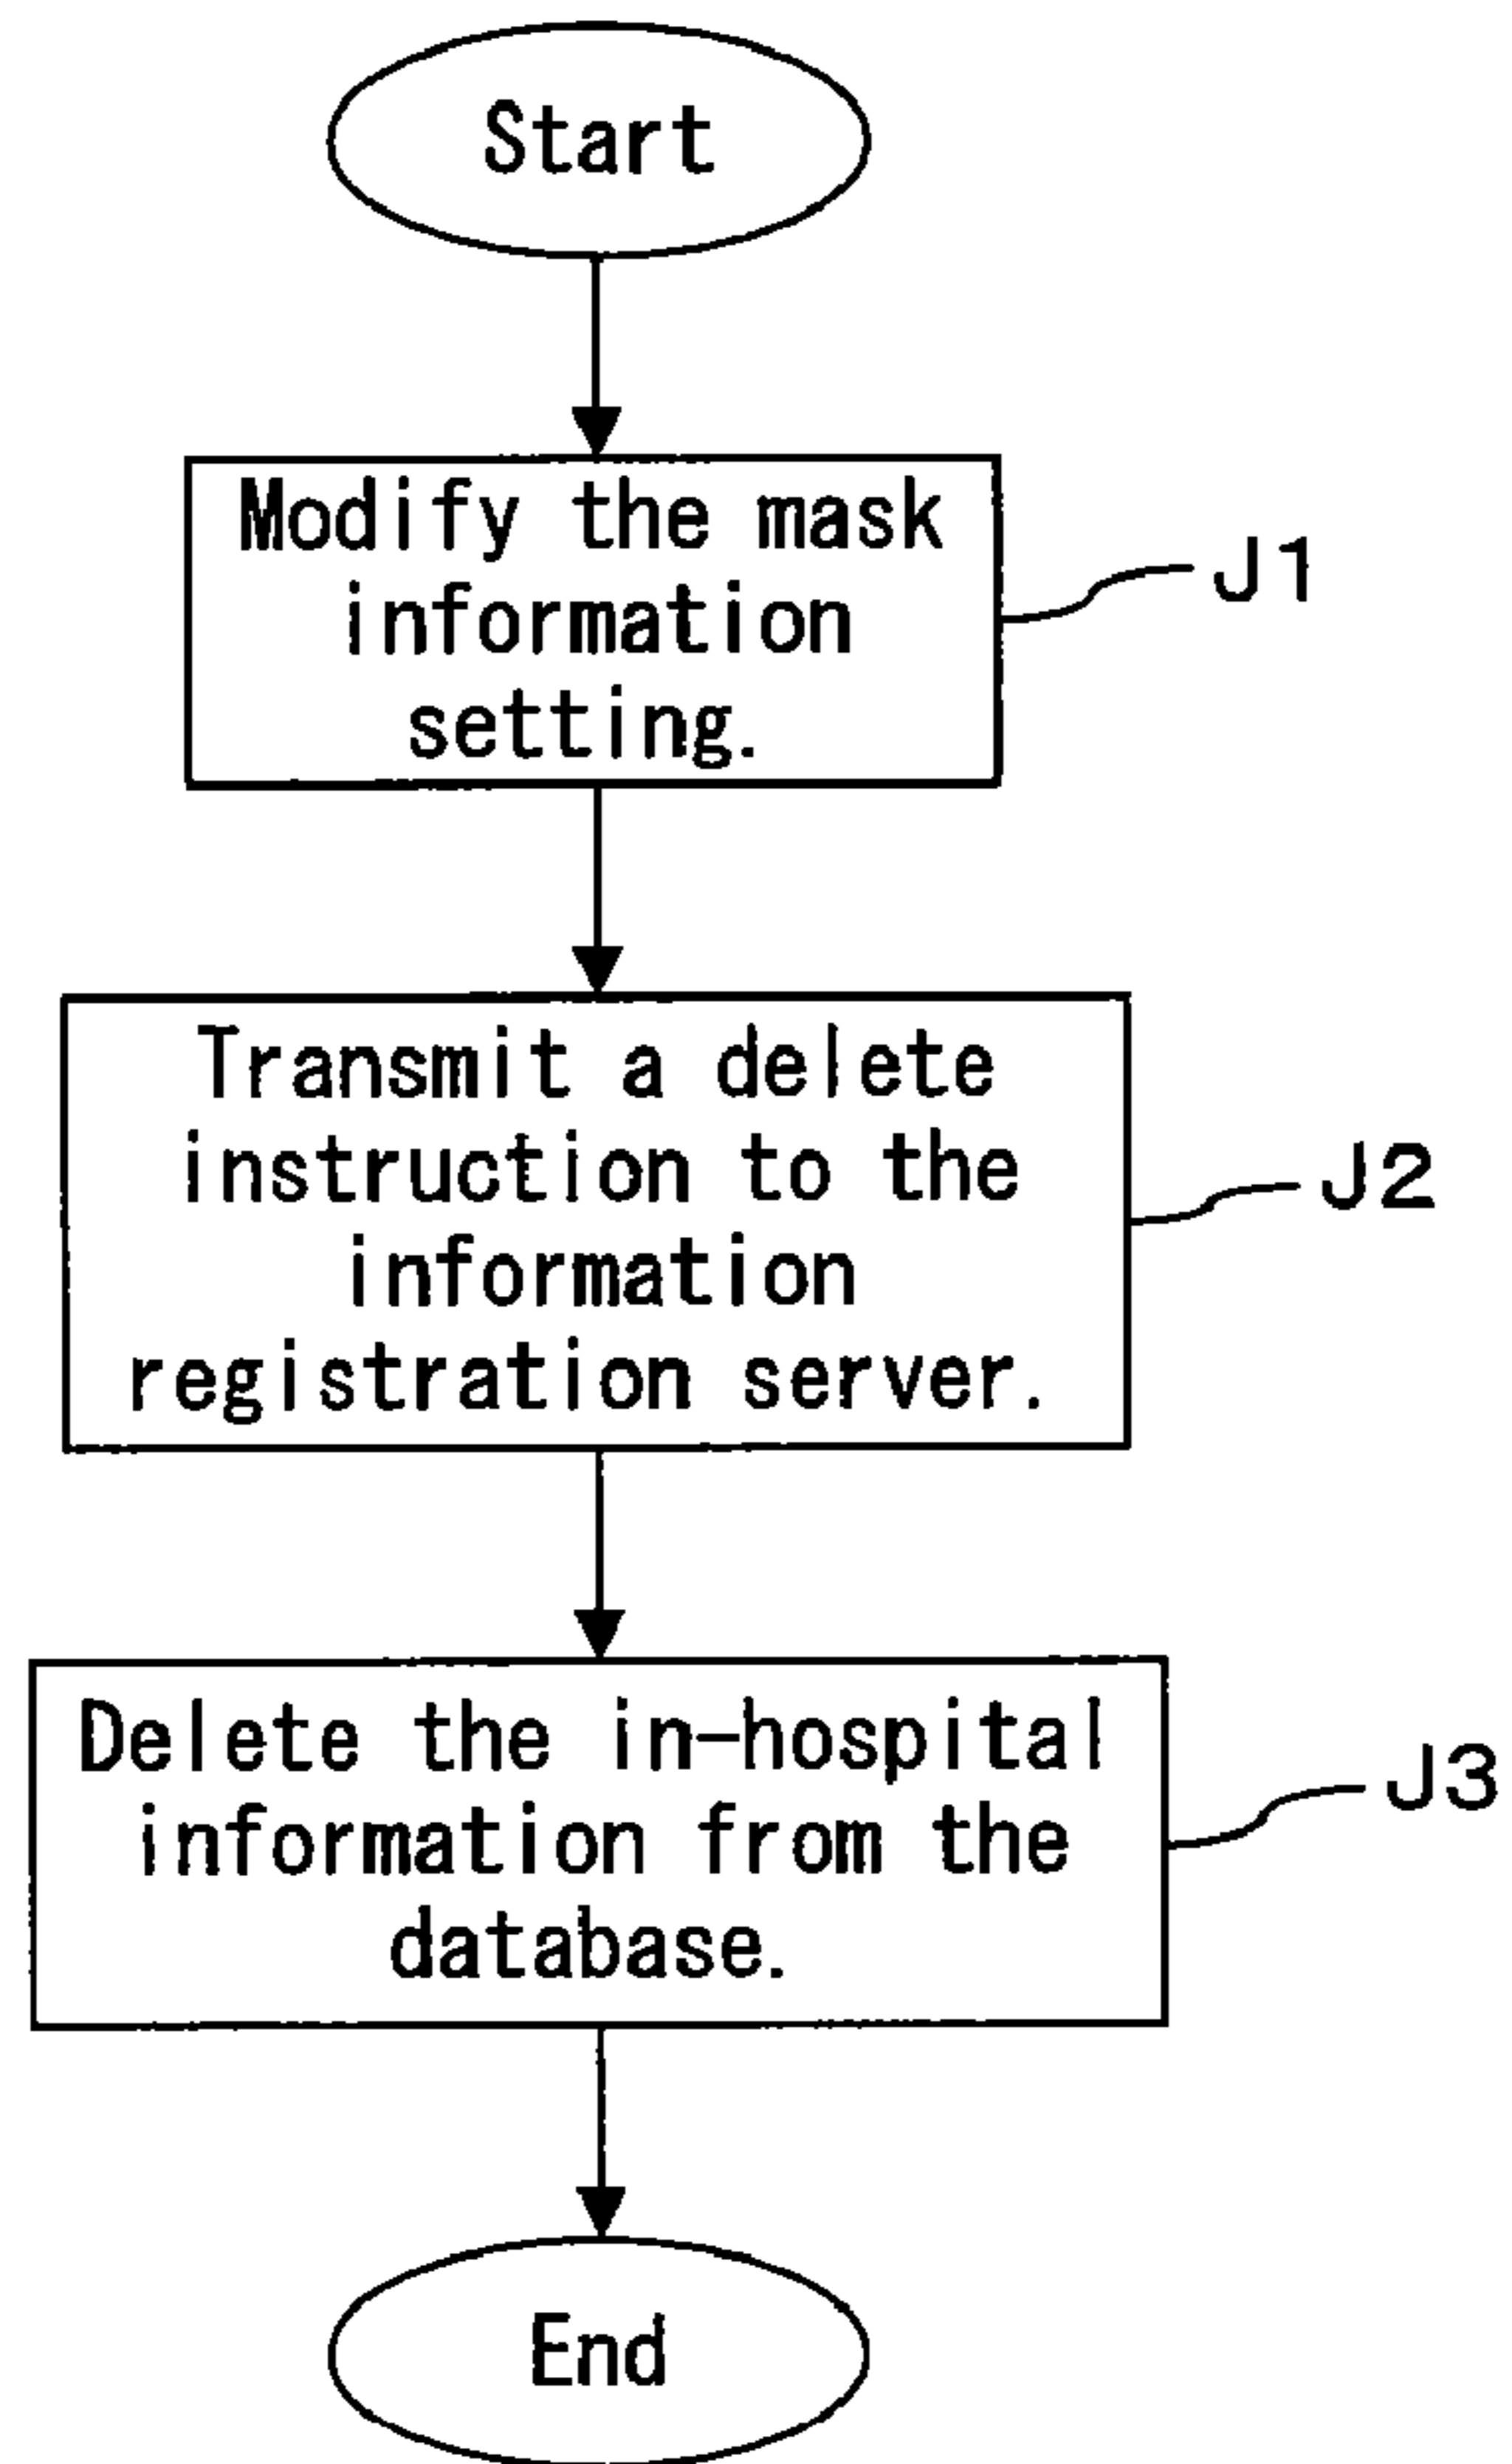 Start
Modify the mask
information
setting.
J1
Transmit a delete
instruction to the
information
registration server.
J2
Delete the in-hospital
information from the
database.
J3
End